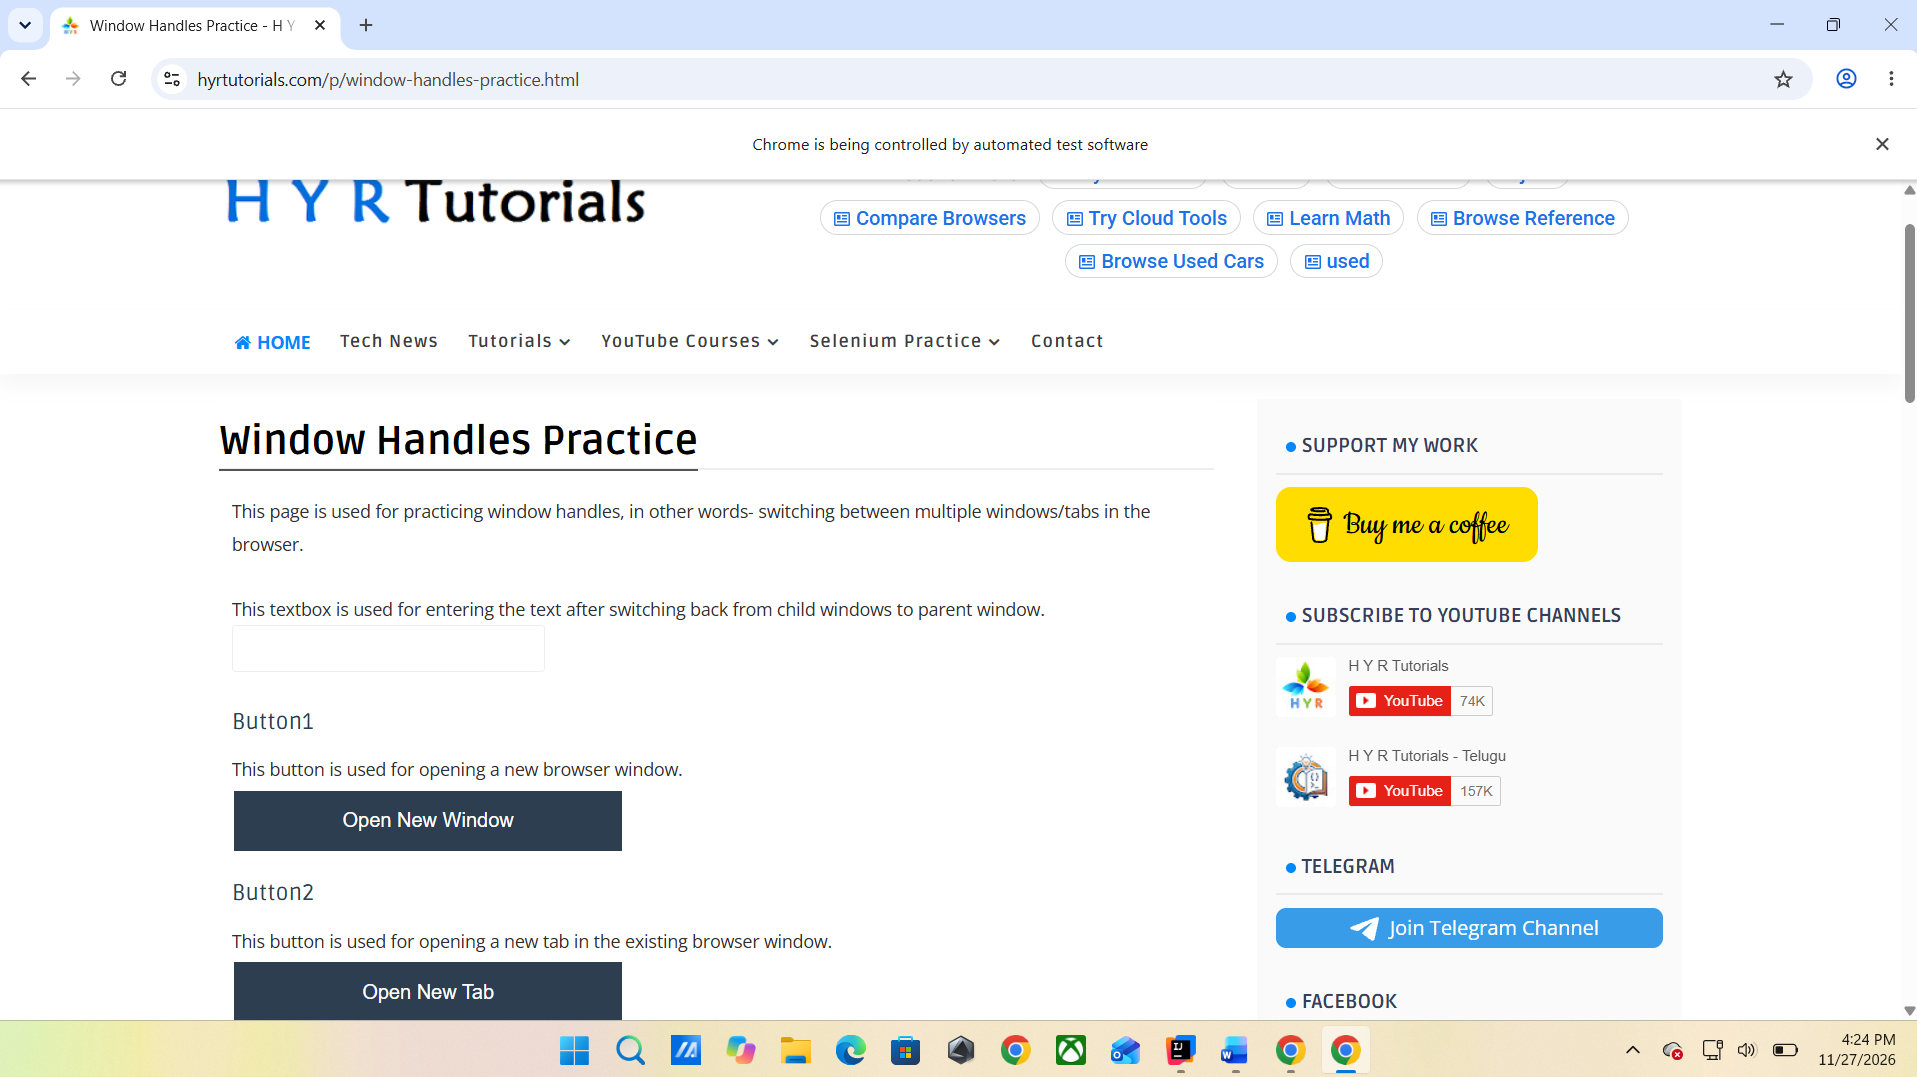 Window Handles Practice - H Y
hyrtutorials.com/p/window-handles-practice.html
Chrome is being controlled by automated test software
H Y R Tutorials
Compare Browsers
Try Cloud Tools
Learn Math
Browse Reference
Browse Used Cars
used
HOME
Tech News
Tutorials
YouTube Courses
Selenium Practice
Contact
Window Handles Practice
This page is used for practicing window handles, in other words- switching between multiple windows/tabs in the
browser.
This textbox is used for entering the text after switching back from child windows to parent window.
Button1
This button is used for opening a new browser window.
Open New Window
Button2
This button is used for opening a new tab in the existing browser window.
Open New Tab
SUPPORT MY WORK
Buy me a coffee
SUBSCRIBE TO YOUTUBE CHANNELS
H Y R Tutorials
HYR
YouTube 74K
H Y R Tutorials - Telugu
YouTube 157K
TELEGRAM
Join Telegram Channel
FACEBOOK
4:24 PM
11/27/2026